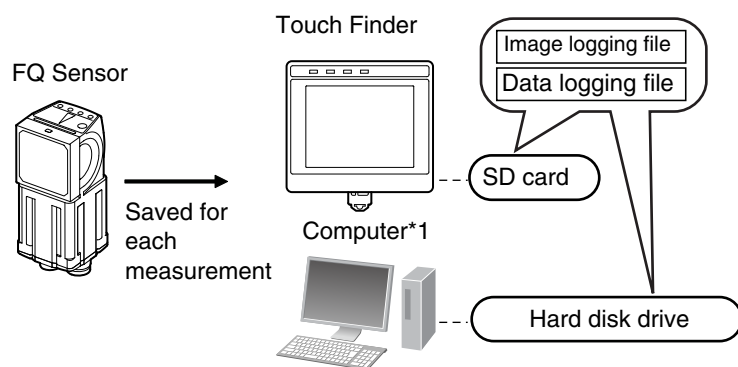 Touch Finder
Image logging file
Data logging file
FQ Sensor
SD card
Saved for
each
measurement
Computer*1
Hard disk drive